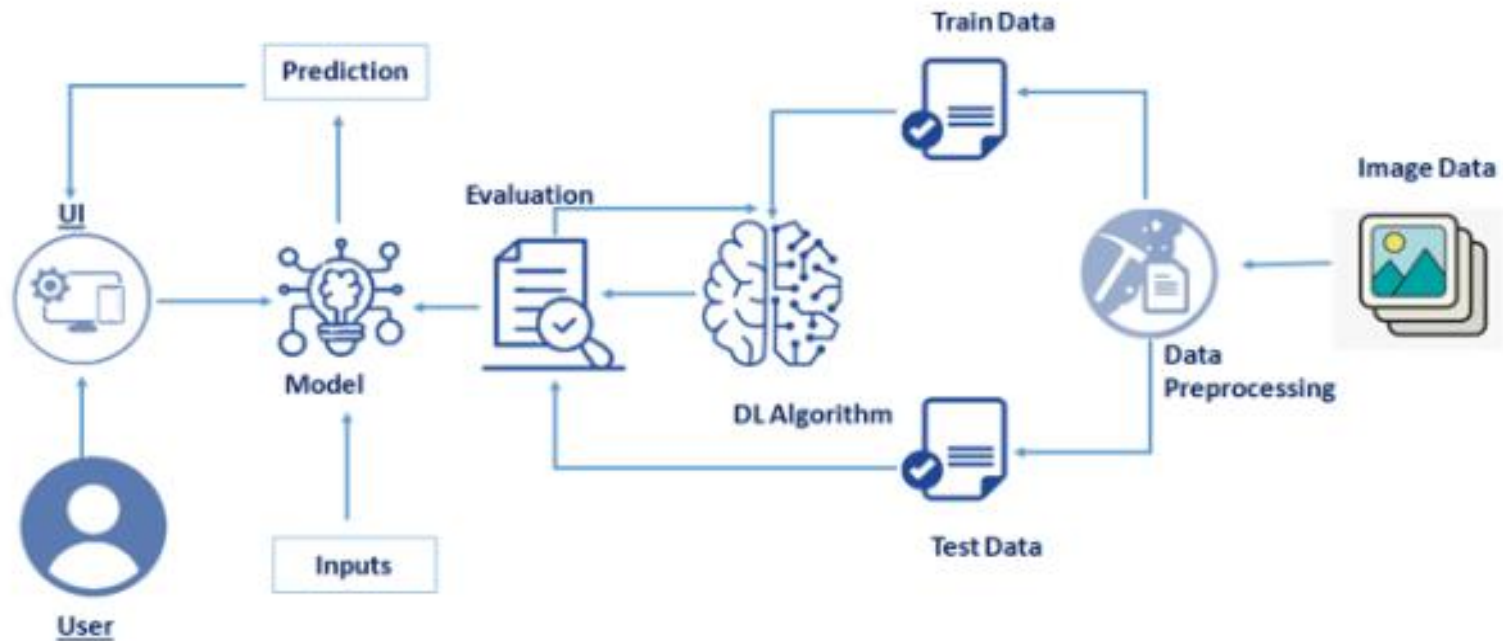 Train Data
Prediction
Image Data
Evaluation
UI
Model
Data
Preprocessing
DL Algorithm
Test Data
Inputs
User